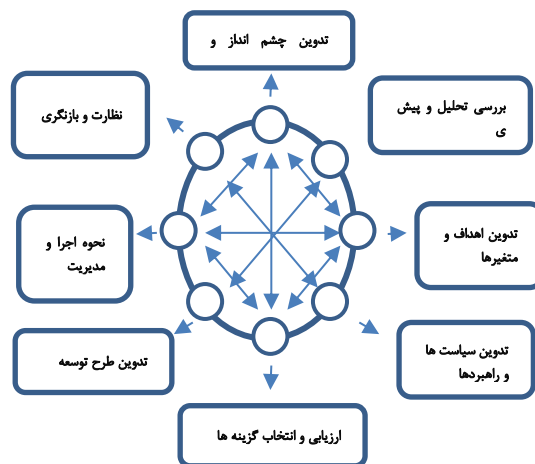 تدوین چشم انداز و
بررسی تحلیل و پیش
ی
نظارت و بازنگری
تدوین اهداف و
متغیرها
نحوه اجرا و
مدیریت
تدوین سیاست ها
و راهبردها
تدوین طرح توسعه
ارزیابی و انتخاب گزینه ها